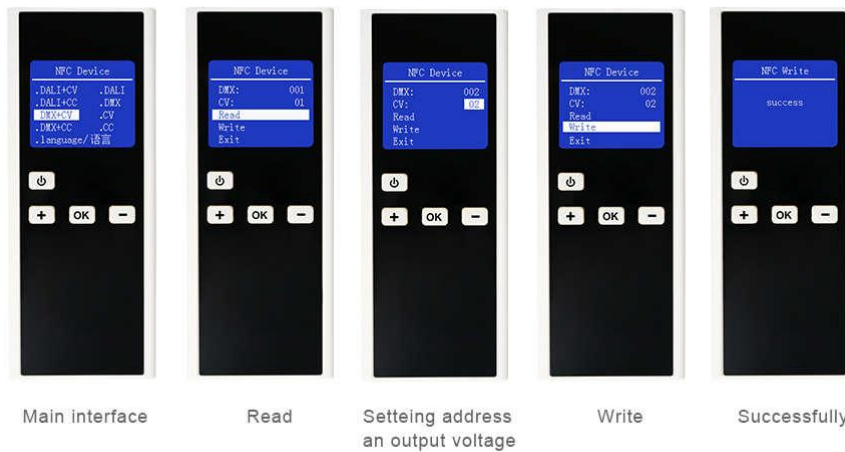 NFC Device
.DALI+CV .DALI
.DALI+CC .DMX
.DMX+CV .CV
.DMX+CC .CC
.language/语言
+ OK −
Main interface
NFC Device
DMX: 001
CV: 01
Read
Write
Exit
+ OK −
Read
NFC Device
DMX: 002
CV: 02
Read
Write
Exit
+ OK −
Setteing address
an output voltage
NFC Device
DMX: 002
CV: 02
Read
Write
Exit
+ OK −
Write
NFC Write
success
+ OK −
Successfully